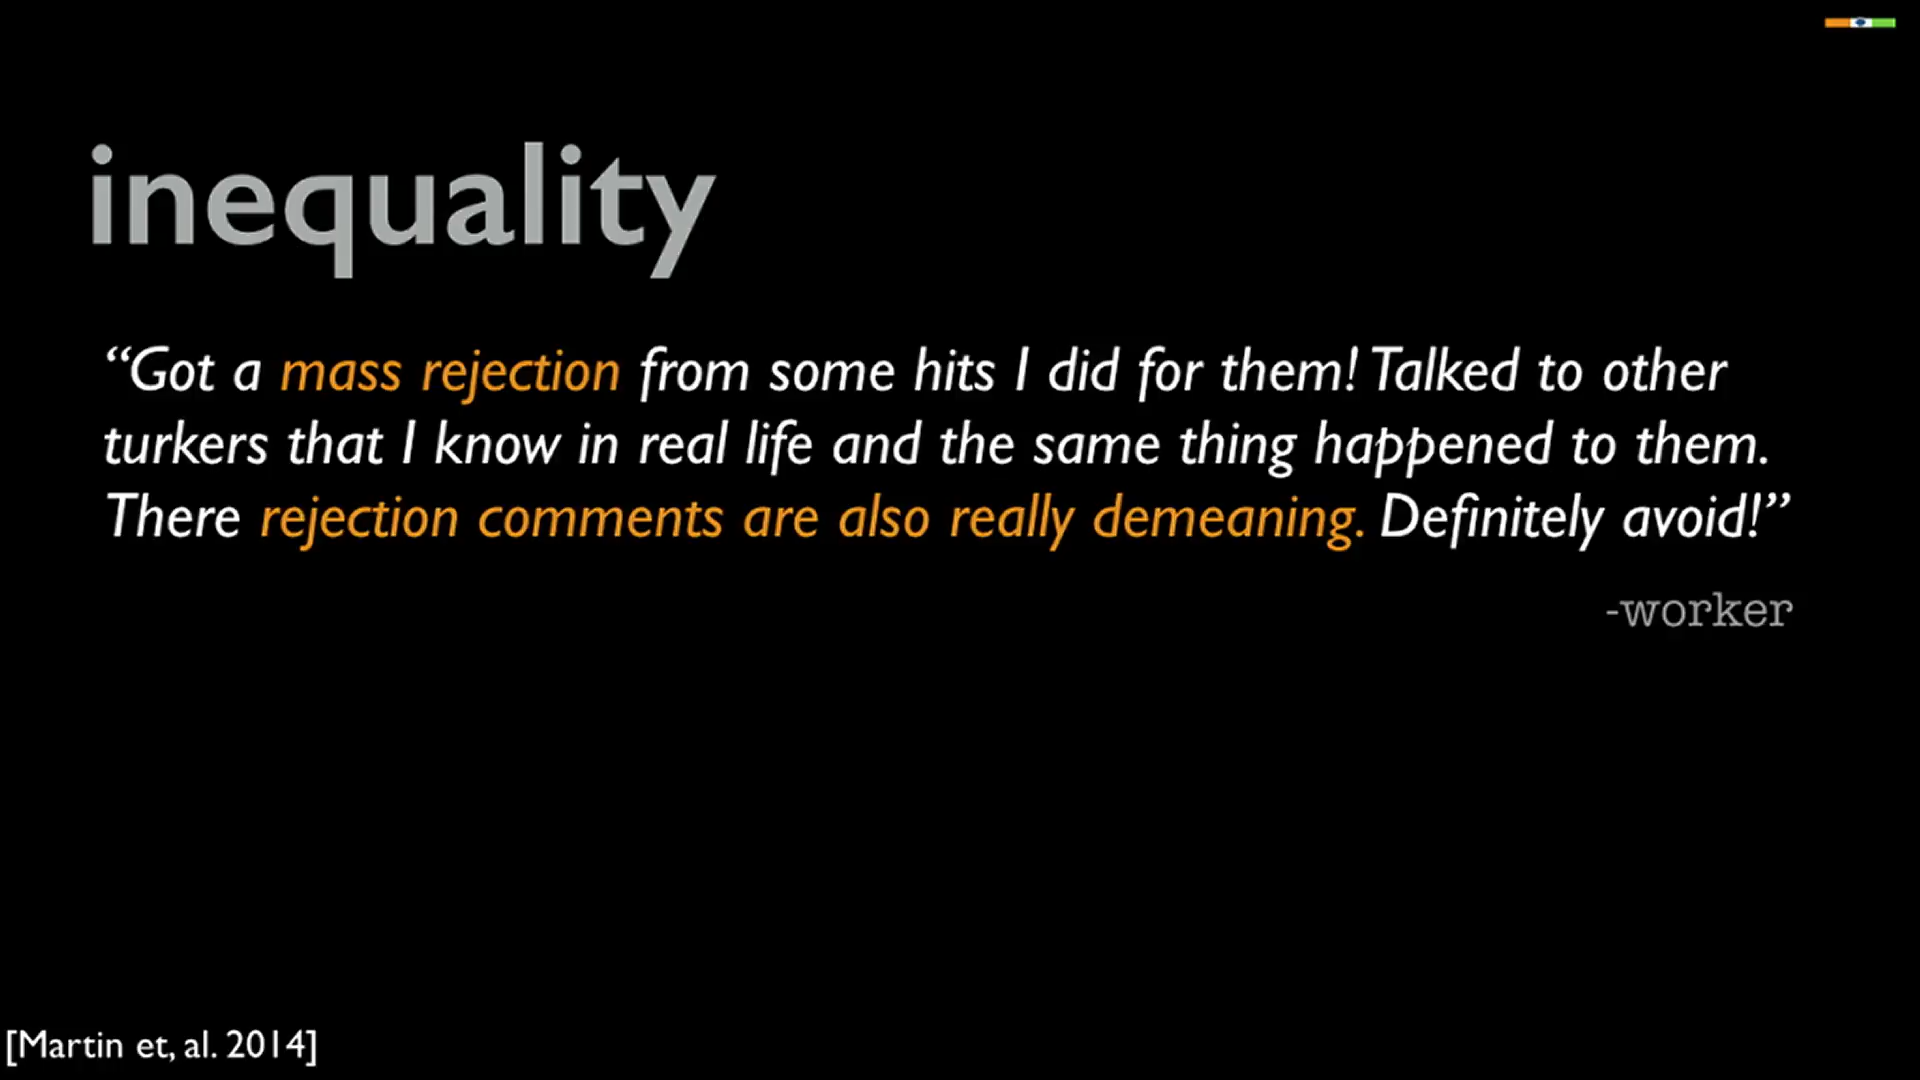 inequality
“Got a mass rejection from some hits I did for them! Talked to other
turkers that I know in real life and the same thing happened to them.
There rejection comments are also really demeaning. Definitely avoid!”
-worker
[Martin et, al. 2014]